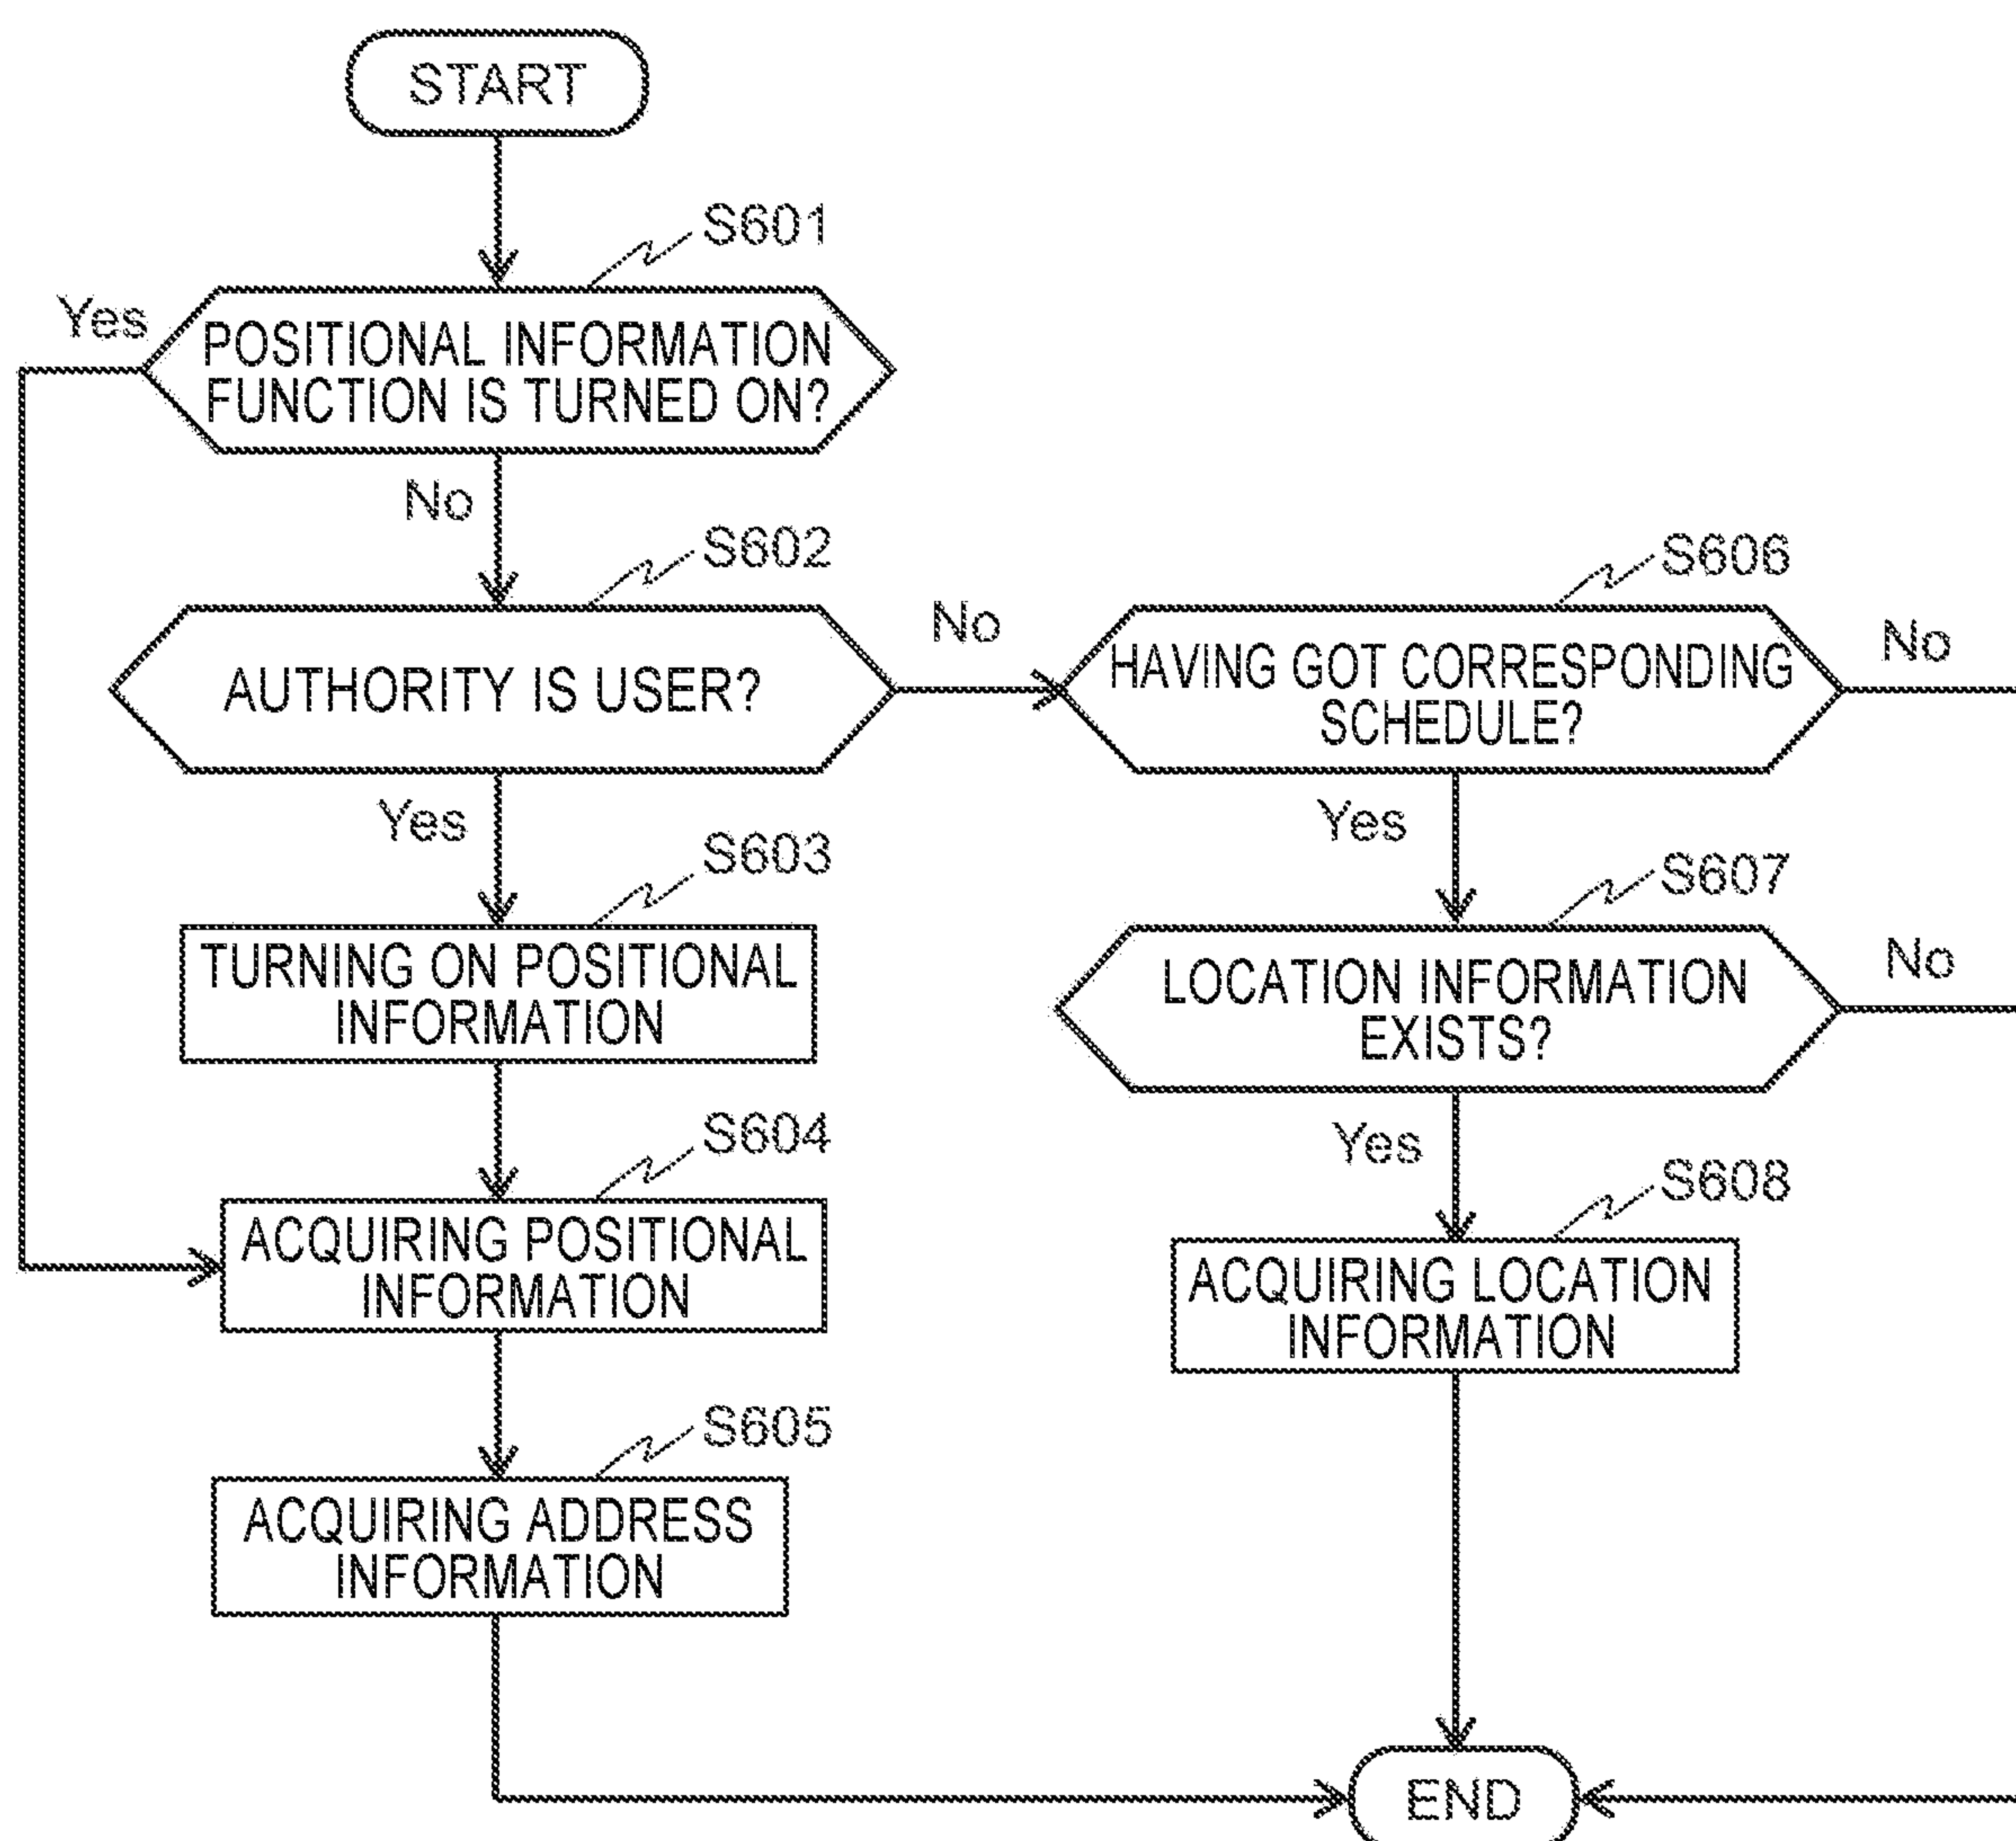 START
S601
Yes
POSITIONAL INFORMATION
FUNCTION IS TURNED ON?
No
S602
AUTHORITY IS USER?
No
S606
HAVING GOT CORRESPONDING
SCHEDULE?
No
Yes
S603
TURNING ON POSITIONAL
INFORMATION
Yes
S607
LOCATION INFORMATION
EXISTS?
No
S604
ACQUIRING POSITIONAL
INFORMATION
Yes
S608
ACQUIRING LOCATION
INFORMATION
S605
ACQUIRING ADDRESS
INFORMATION
END